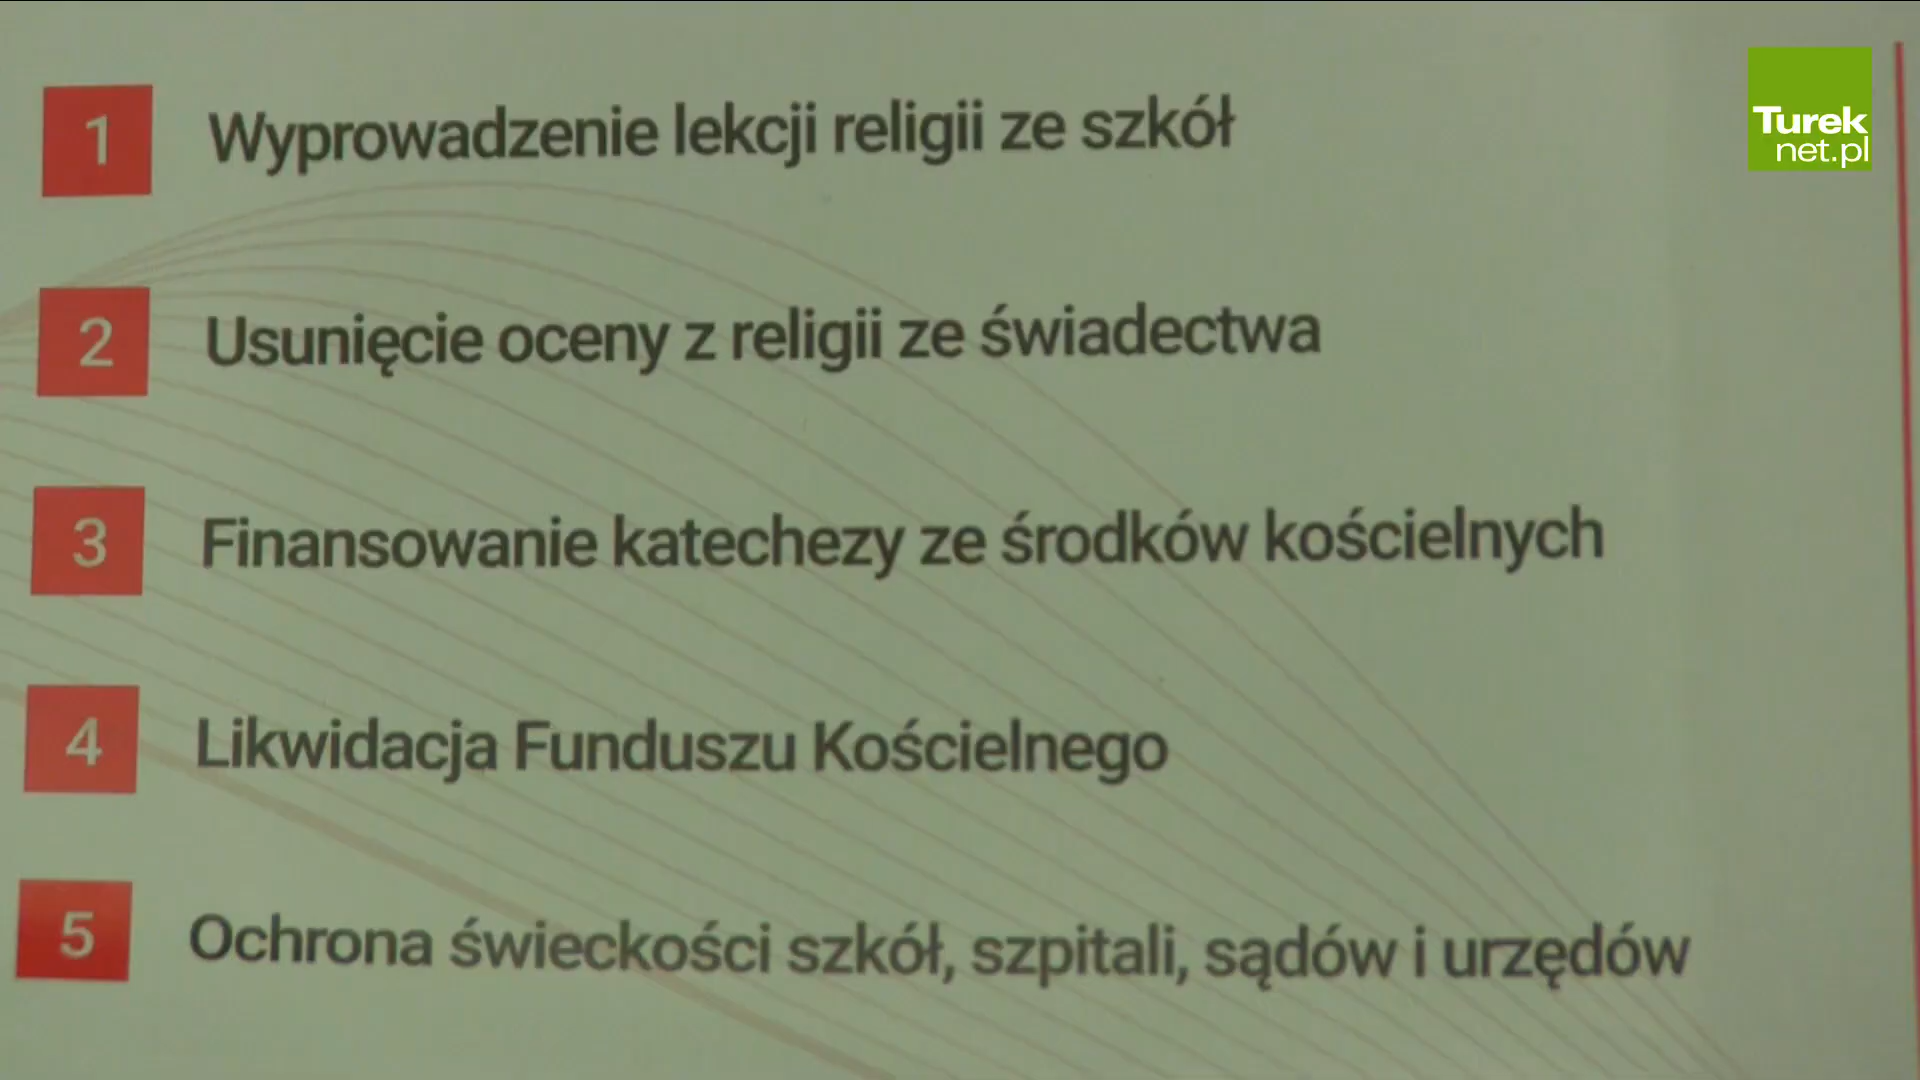 1 Wyprowadzenie lekcji religii ze szkół
Turek
net.pl
2 Usunięcie oceny z religii ze świadectwa
3 Finansowanie katechezy ze środków kościelnych
4 Likwidacja Funduszu Kościelnego
5 Ochrona świeckości szkół, szpitali, sądów i urzędów